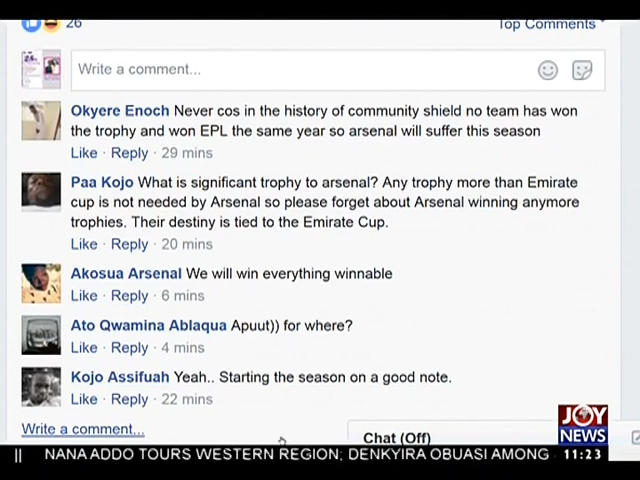 26
Top Comments
Write a comment...
Okyere Enoch Never cos in the history of community shield no team has won
the trophy and won EPL the same year so arsenal will suffer this season
Like · Reply · 29 mins
Paa Kojo What is significant trophy to arsenal? Any trophy more than Emirate
cup is not needed by Arsenal so please forget about Arsenal winning anymore
trophies. Their destiny is tied to the Emirate Cup.
Like · Reply · 20 mins
Akosua Arsenal We will win everything winnable
Like · Reply · 6 mins
Ato Qwamina Ablaqua Apuut)) for where?
Like · Reply · 4 mins
Kojo Assifuah Yeah.. Starting the season on a good note.
Like · Reply · 22 mins
Write a comment...
Chat (Off)
JOY
NEWS
|| NANA ADDO TOURS WESTERN REGION; DENKYIRA OBUASI AMONG
11:23